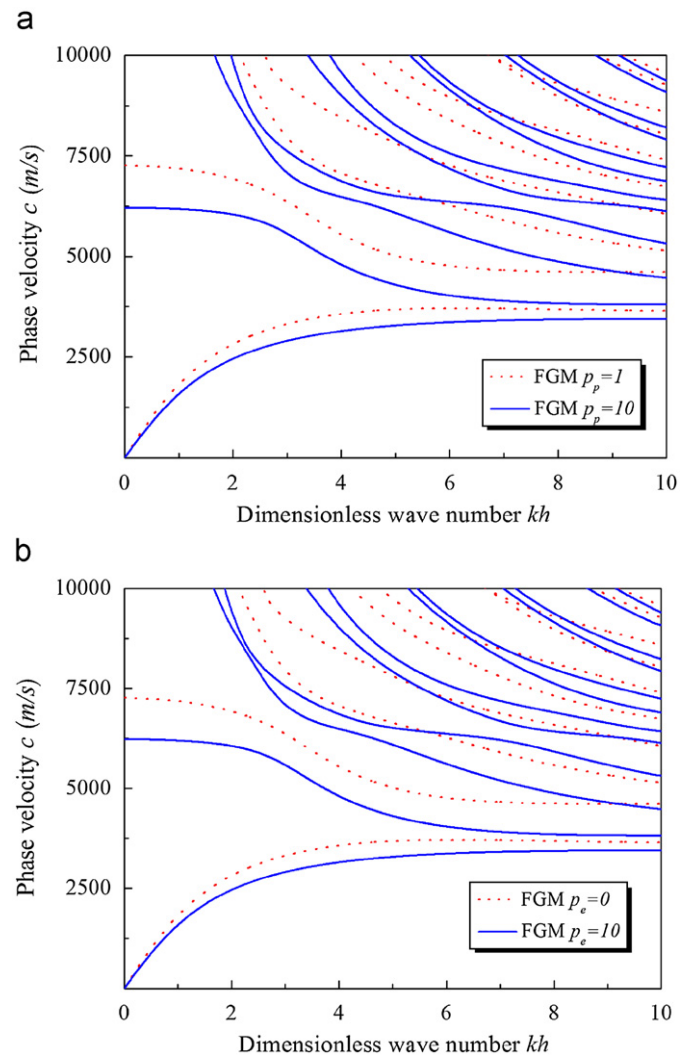 a
10000
7500
5000
2500
0
2
4
6
8
10
Phase velocity c (m/s)
Dimensionless wave number kh
FGM p_p=1
FGM p_p=10
b
10000
7500
5000
2500
0
0
2
4
6
8
10
Phase velocity c (m/s)
Dimensionless wave number kh
FGM p_e=0
FGM p_e=10